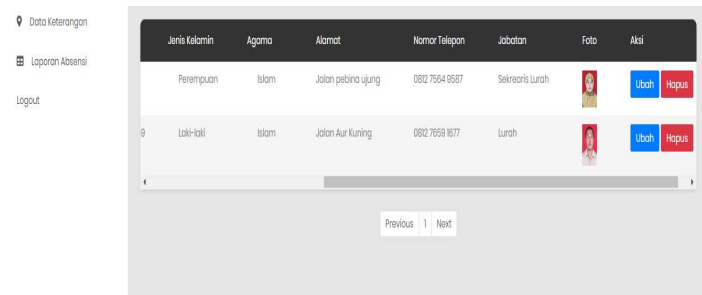 Data Keterangan
Laporan Absensi
Logout
Jenis Kelamin Agama Alamat Nomor Telepon Jabatan Foto Aksi
Perempuan Islam Jalan pebina ujung 0812 7564 9587 Sekrearis Lurah Ubah Hapus
9 Laki-laki Islam Jalan Aur Kuning 0812 7659 1677 Lurah Ubah Hapus
Previous 1 Next